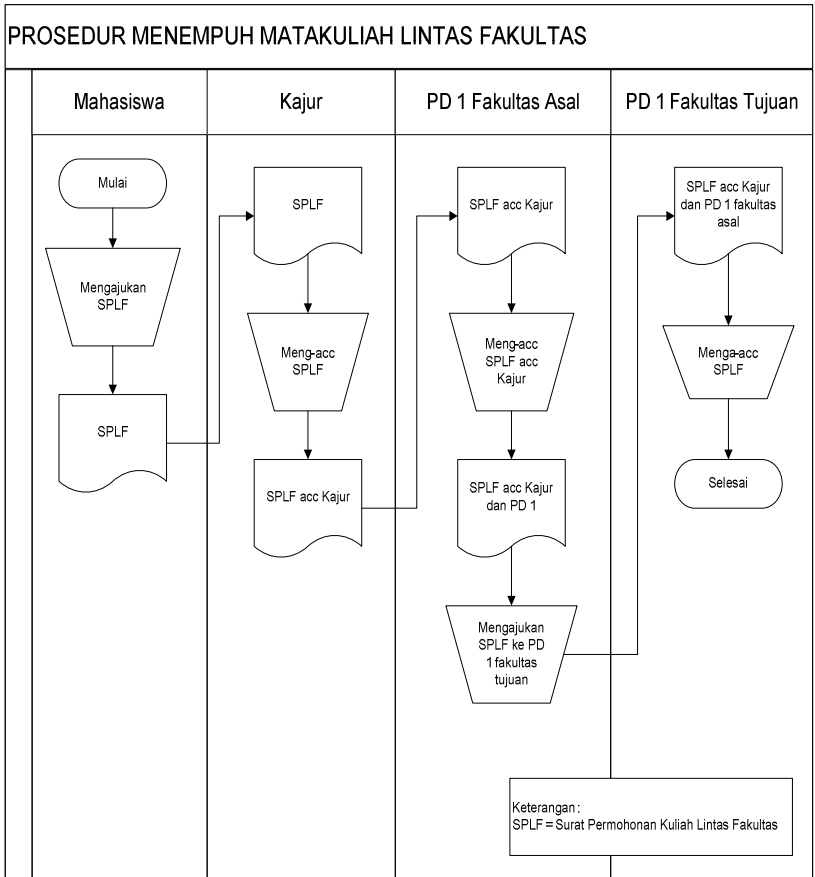 PROSEDUR MENEMPUH MATAKULIAH LINTAS FAKULTAS
Mahasiswa
Kajur
PD 1 Fakultas Asal
PD 1 Fakultas Tujuan
Mulai
Mengajukan
SPLF
SPLF
SPLF
Meng-acc
SPLF
SPLF acc Kajur
SPLF acc Kajur
Meng-acc
SPLF acc
Kajur
SPLF acc Kajur
dan PD 1
Mengajukan
SPLF ke PD
1 fakultas
tujuan
SPLF acc Kajur
dan PD 1 fakultas
asal
Menga-acc
SPLF
Selesai
Keterangan :
SPLF = Surat Permohonan Kuliah Lintas Fakultas